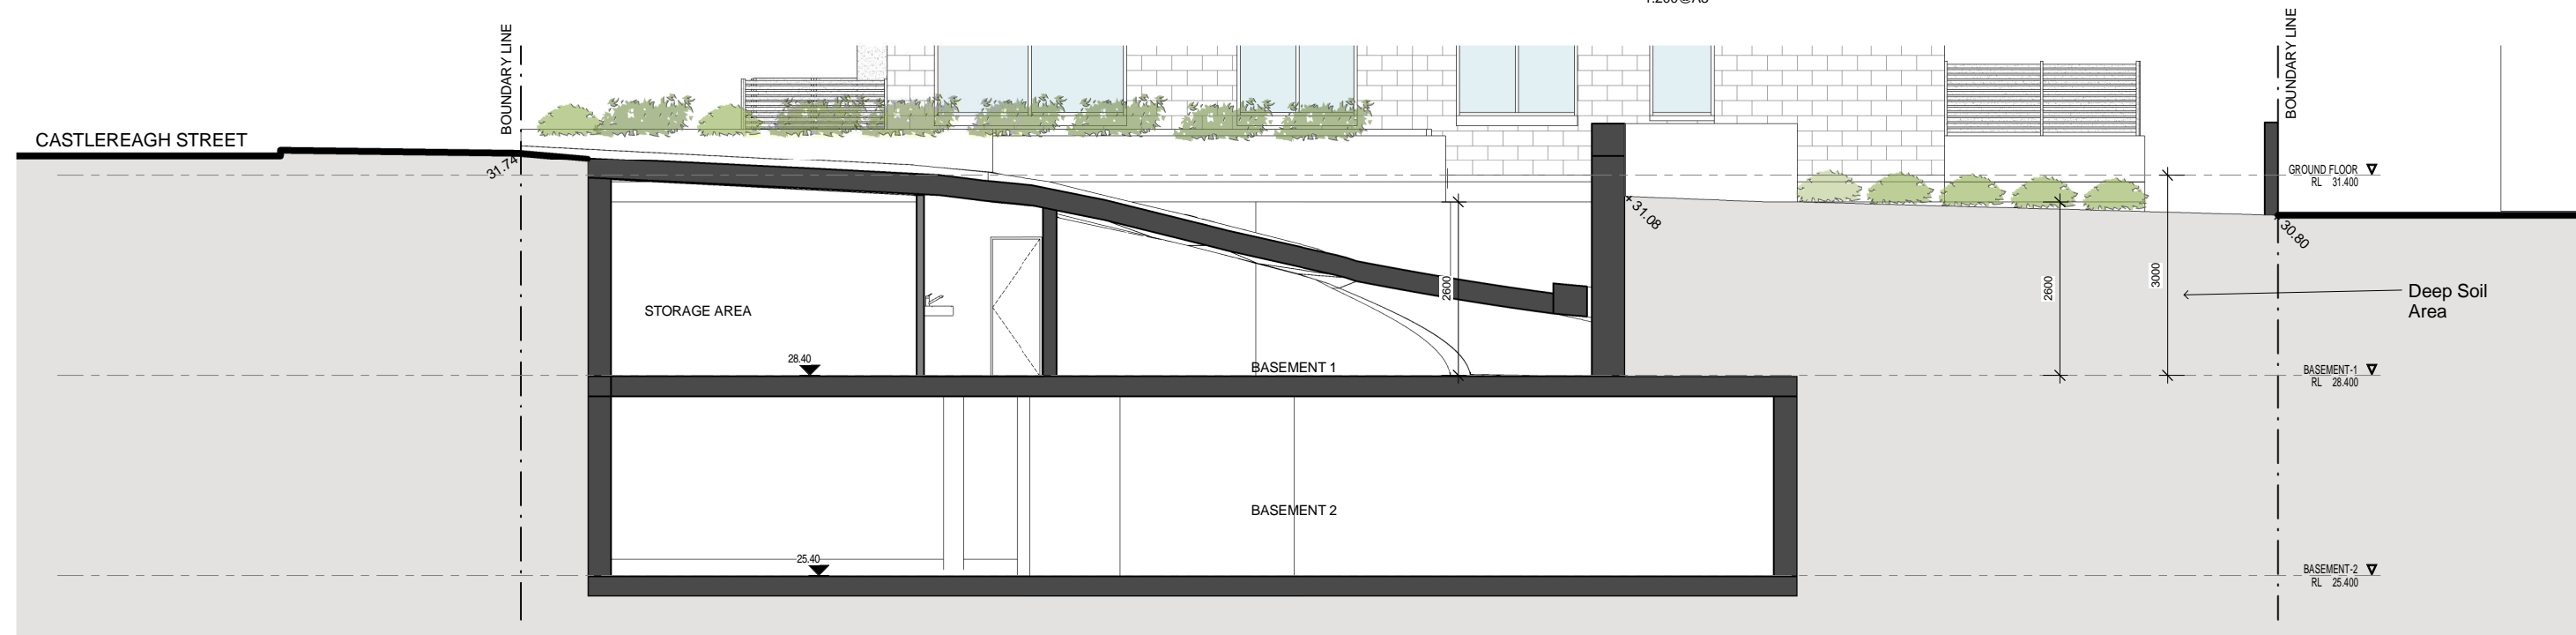 BOUNDARY LINE
BOUNDARY LINE
CASTLEREAGH STREET
31.74
GROUND FLOOR
RL 31.400
31.08
30.80
2600
2600
3000
Deep Soil
Area
STORAGE AREA
28.40
BASEMENT 1
BASEMENT-1
RL 28.400
BASEMENT 2
25.40
BASEMENT-2
RL 25.400